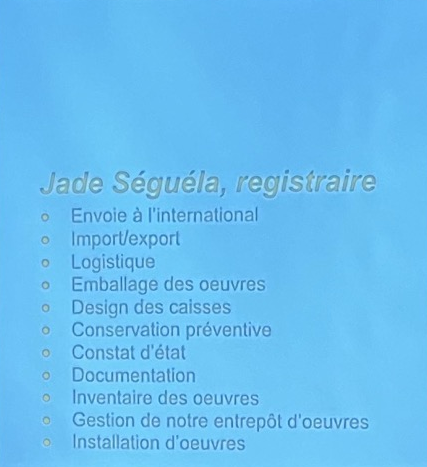 Jade Séguéla, registraire
Envoie à l'international
Import/export
Logistique
Emballage des oeuvres
Design des caisses
Conservation préventive
Constat d'état
Documentation
Inventaire des oeuvres
Gestion de notre entrepôt d'oeuvres
Installation d'oeuvres